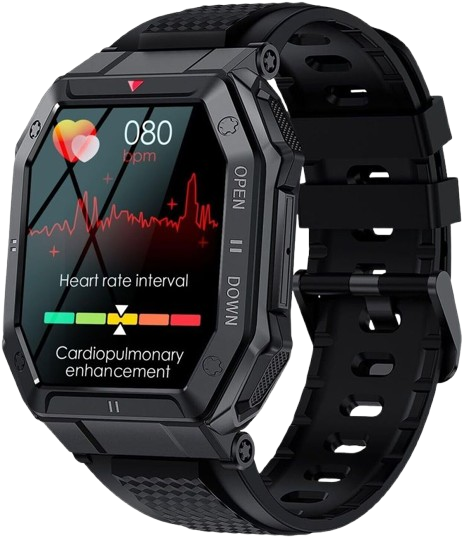 080
bpm
OPEN
Heart rate interval
DOWN
Cardiopulmonary
enhancement